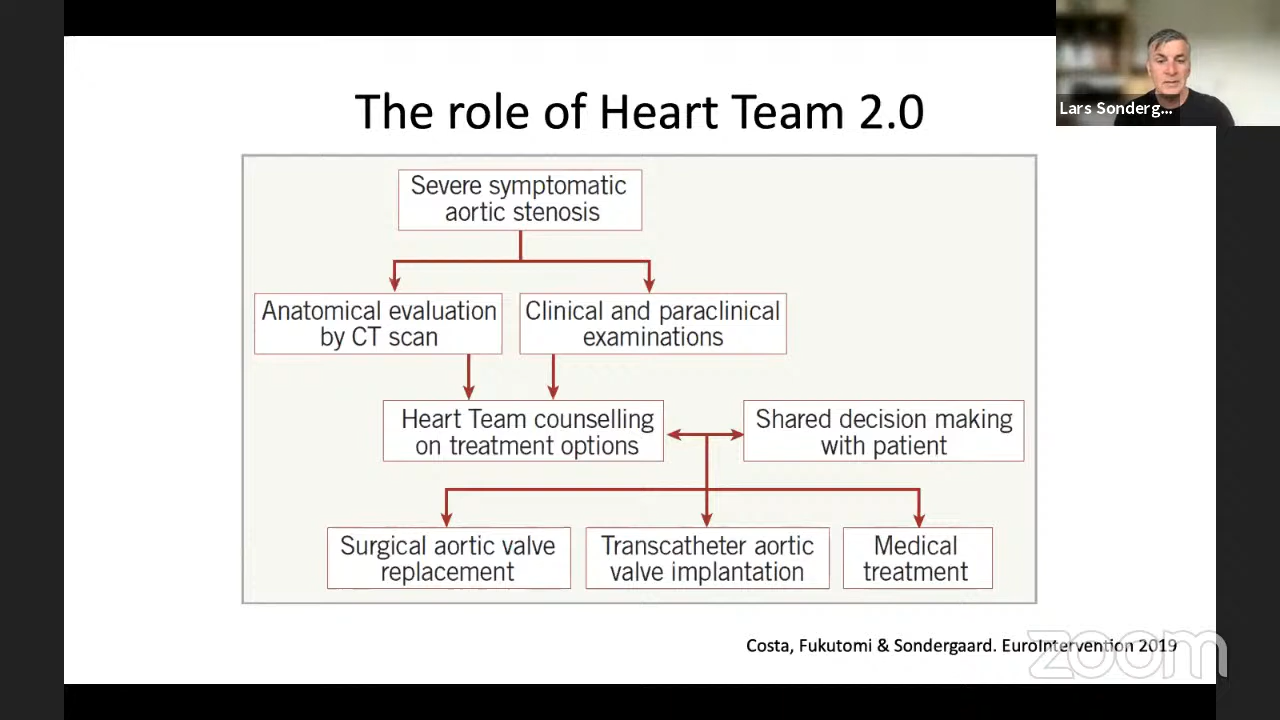 The role of Heart Team 2.0
Lars Sonderg...
Severe symptomatic
aortic stenosis
Anatomical evaluation
by CT scan
Clinical and paraclinical
examinations
Heart Team counselling
on treatment options
Shared decision making
with patient
Surgical aortic valve
replacement
Transcatheter aortic
valve implantation
Medical
treatment
Costa, Fukutomi & Sondergaard. EuroIntervention 2019
zoom